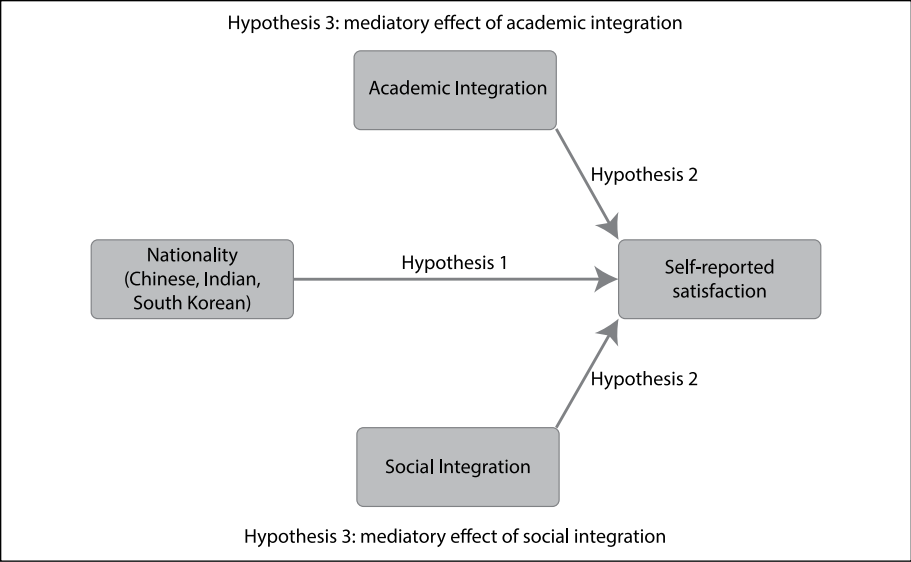 Hypothesis 3: mediatory effect of academic integration
Academic Integration
Hypothesis 2
Nationality
(Chinese, Indian,
South Korean)
Hypothesis 1
Self-reported
satisfaction
Hypothesis 2
Social Integration
Hypothesis 3: mediatory effect of social integration